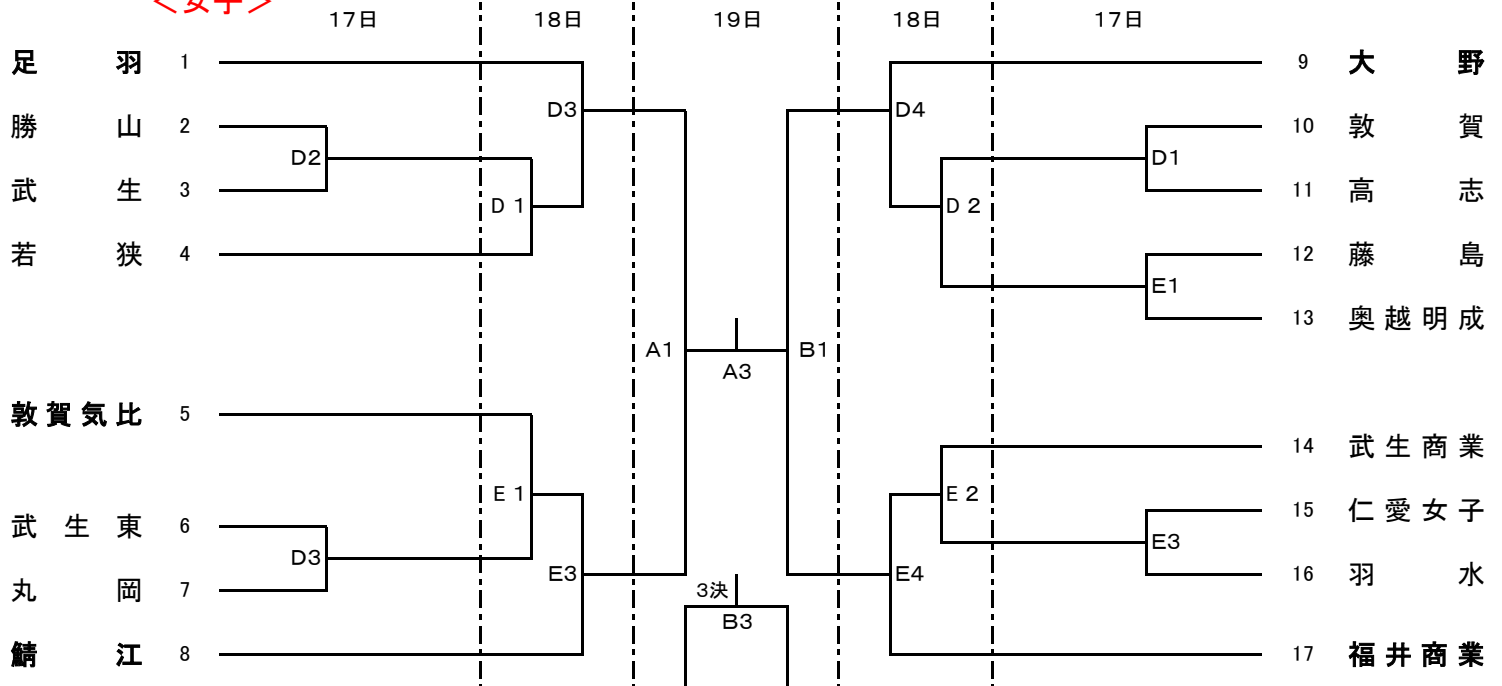 ＜女子＞
17日 18日 19日 18日 17日
足羽 1 9 大野
D3 D4
勝山 2 10 敦賀
D2 D1
武生 3 11 高志
D 1 D 2
若狭 4 12 藤島
E1
13 奥越明成
A1 B1
A3
敦賀気比 5
14 武生商業
E 1 E 2
15 仁愛女子
武生東 6
D3 E3
E3 E4
丸岡 7 16 羽水
3決
B3
鯖江 8 17 福井商業